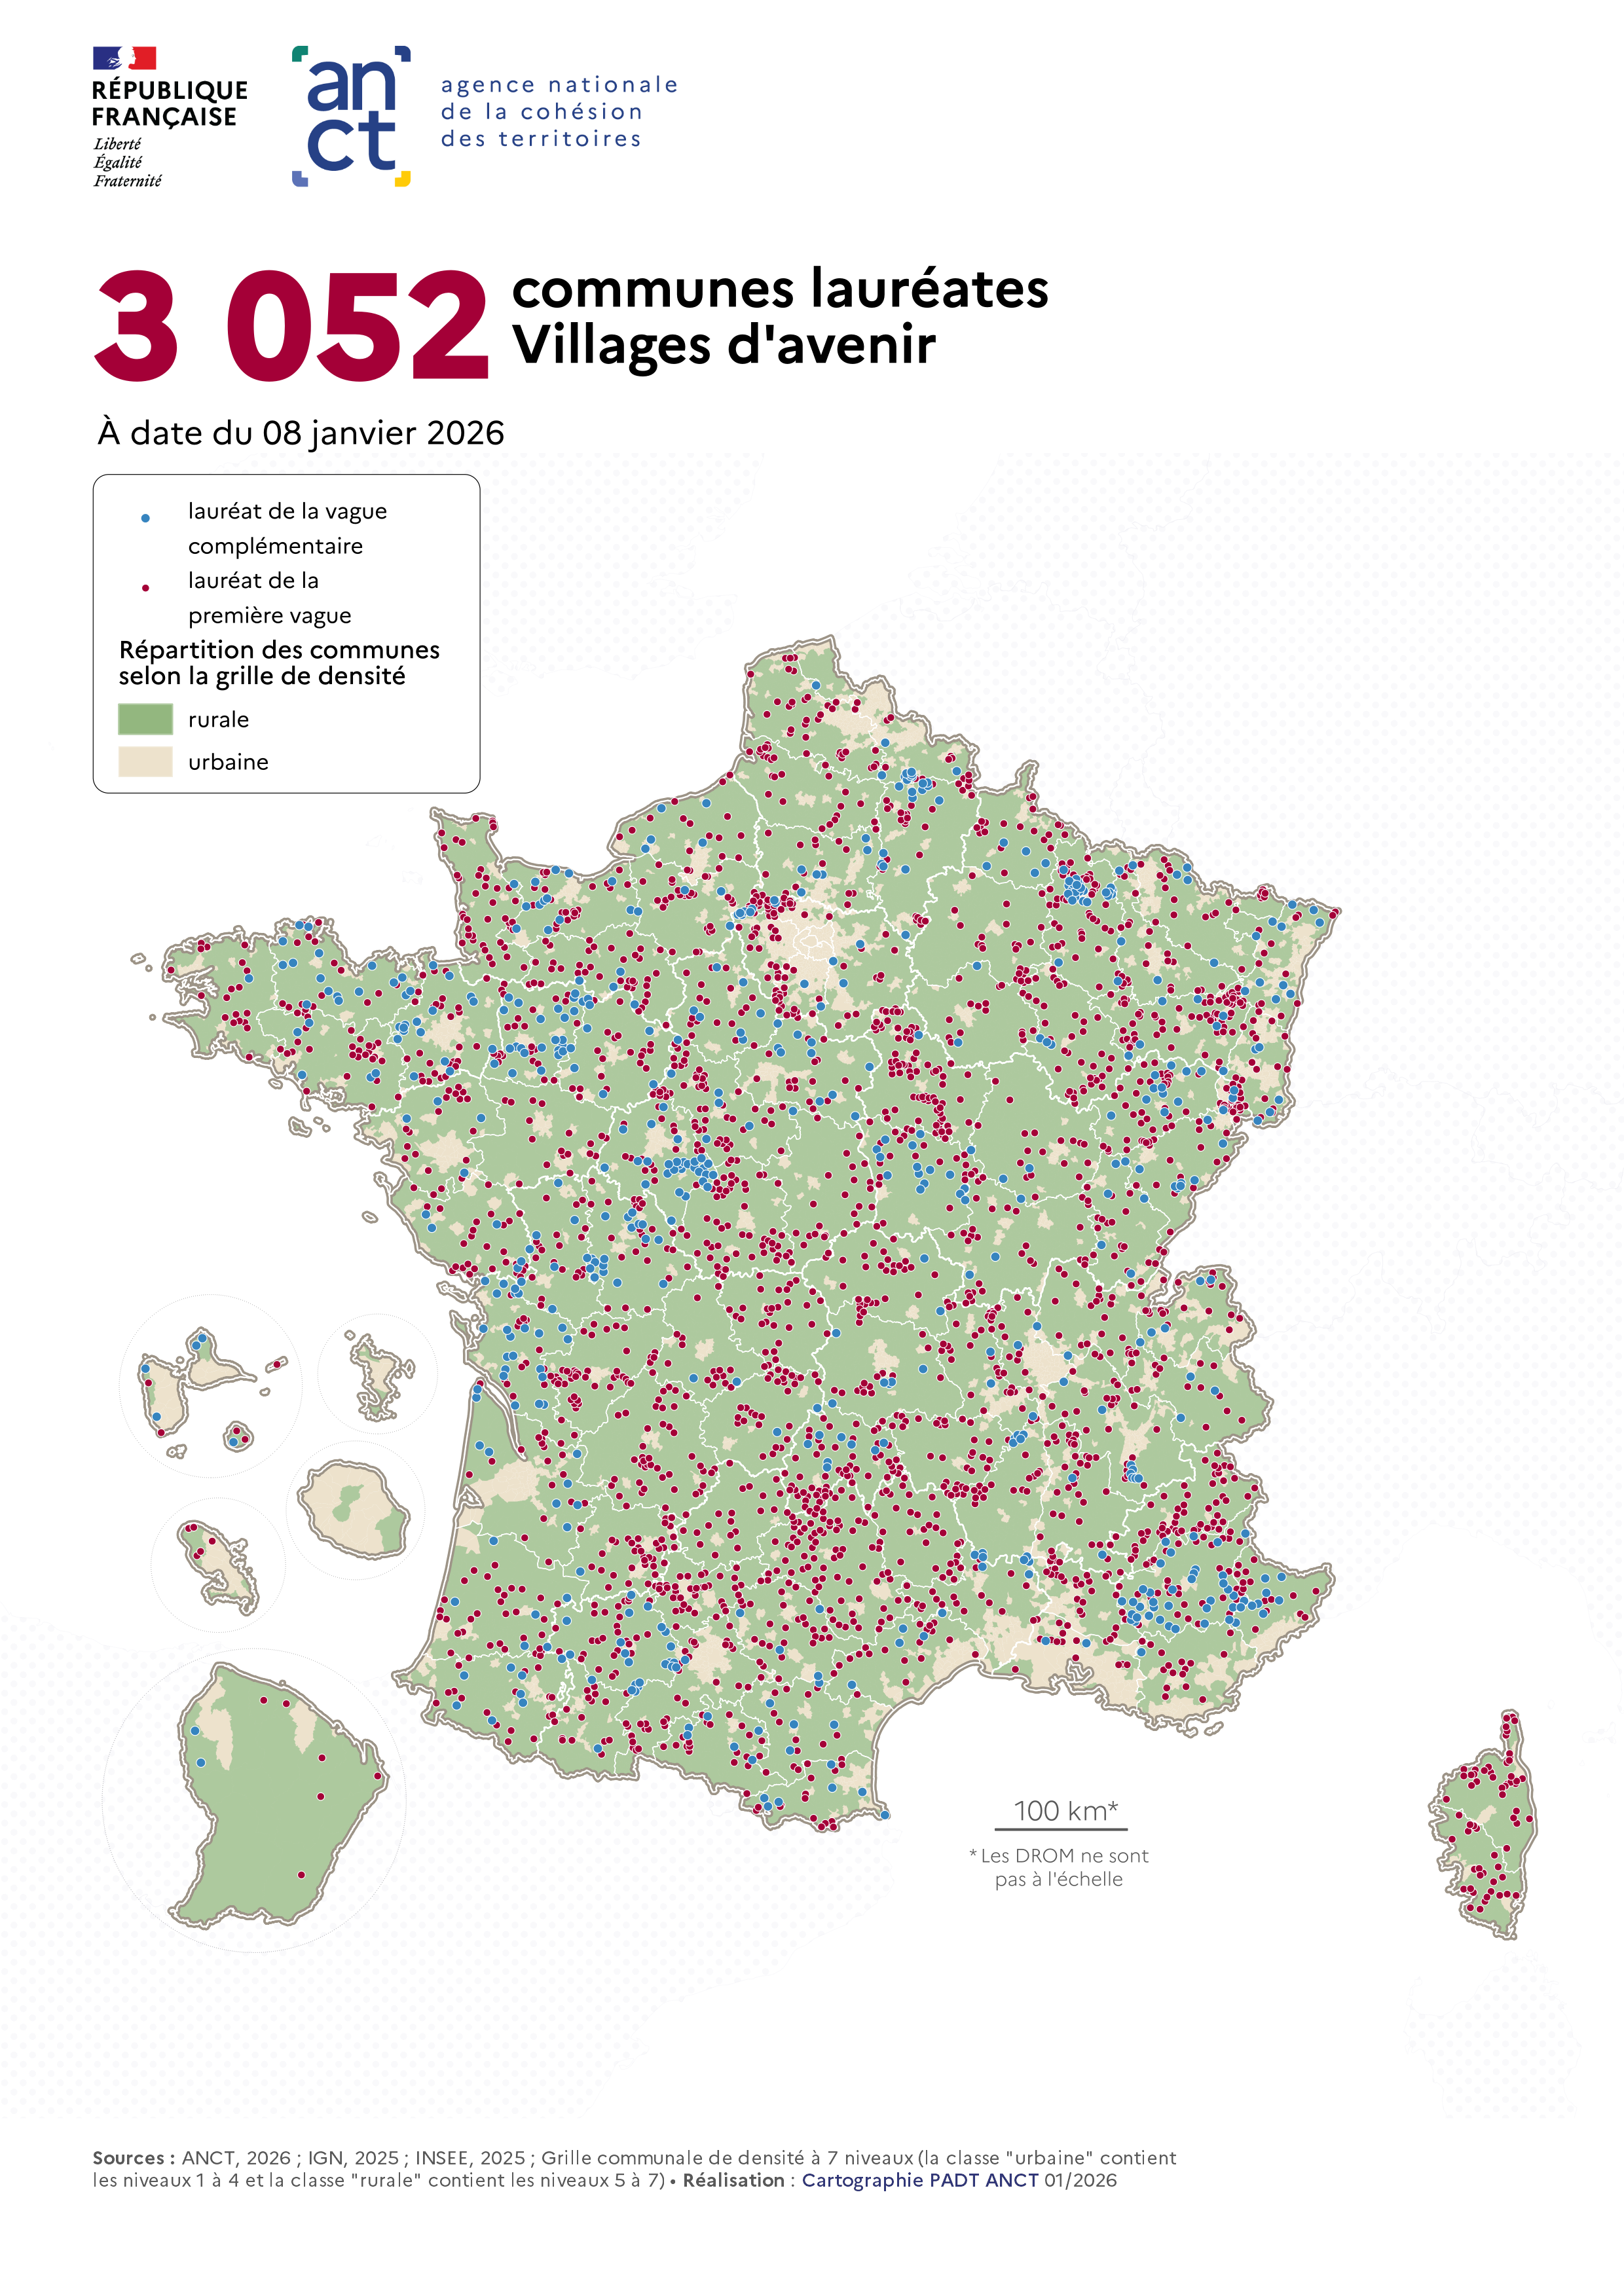 RÉPUBLIQUE
FRANÇAISE
Liberté
Égalité
Fraternité
an
ct
agence nationale
de la cohésion
des territoires
3 052
communes lauréates
Villages d'avenir
À date du 08 janvier 2026
lauréat de la vague
complémentaire
lauréat de la
première vague
Répartition des communes
selon la grille de densité
rurale
urbaine
100 km*
* Les DROM ne sont
pas à l'échelle
Sources : ANCT, 2026 ; IGN, 2025 ; INSEE, 2025 ; Grille communale de densité à 7 niveaux (la classe "urbaine" contient
les niveaux 1 à 4 et la classe "rurale" contient les niveaux 5 à 7) • Réalisation : Cartographie PADT ANCT 01/2026